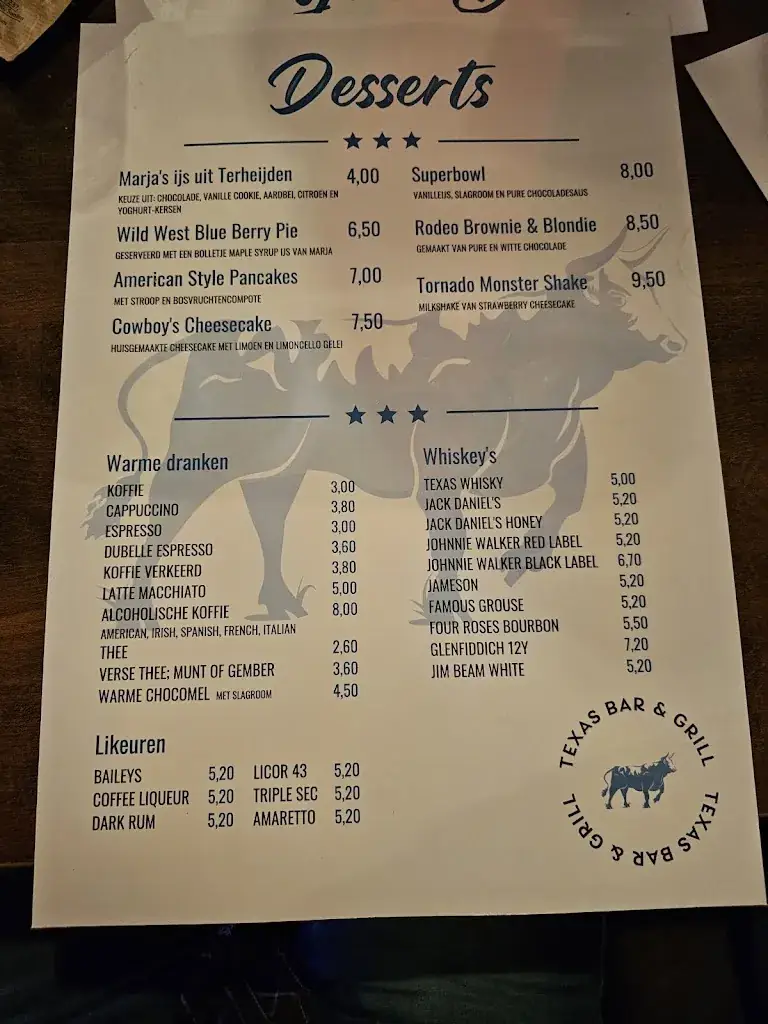 Desserts
Marja's ijs uit Terheijden 4,00
KEUZE UIT: CHOCOLADE, VANILLE COOKIE, AARDBEI, CITROEN EN
YOGHURT-KERSEN
Wild West Blue Berry Pie 6,50
GESERVEERD MET EEN BOLLETJE MAPLE SYRUP IJS VAN MARJA
American Style Pancakes 7,00
MET STROOP EN BOSVRUCHTENCOMPOTE
Cowboy's Cheesecake 7,50
HUISGEMAAKTE CHEESECAKE MET LIMOEN EN LIMONCELLO GELEI
Superbowl 8,00
VANILLEIJS, SLAGROOM EN PURE CHOCOLADESAUS
Rodeo Brownie & Blondie 8,50
GEMAAKT VAN PURE EN WITTE CHOCOLADE
Tornado Monster Shake 9,50
MILKSHAKE VAN STRAWBERRY CHEESECAKE
Warme dranken
KOFFIE 3,00
CAPPUCCINO 3,80
ESPRESSO 3,00
DUBELLE ESPRESSO 3,60
KOFFIE VERKEERD 3,80
LATTE MACCHIATO 5,00
ALCOHOLISCHE KOFFIE 8,00
AMERICAN, IRISH, SPANISH, FRENCH, ITALIAN
THEE 2,60
VERSE THEE; MUNT OF GEMBER 3,60
WARME CHOCOMEL MET SLAGROOM 4,50
Whiskey's
TEXAS WHISKY 5,00
JACK DANIEL'S 5,20
JACK DANIEL'S HONEY 5,20
JOHNNIE WALKER RED LABEL 5,20
JOHNNIE WALKER BLACK LABEL 6,70
JAMESON 5,20
FAMOUS GROUSE 5,20
FOUR ROSES BOURBON 5,50
GLENFIDDICH 12Y 7,20
JIM BEAM WHITE 5,20
Likeuren
BAILEYS 5,20 LICOR 43 5,20
COFFEE LIQUEUR 5,20 TRIPLE SEC 5,20
DARK RUM 5,20 AMARETTO 5,20
TEXAS BAR & GRILL
TEXAS BAR & GRILL